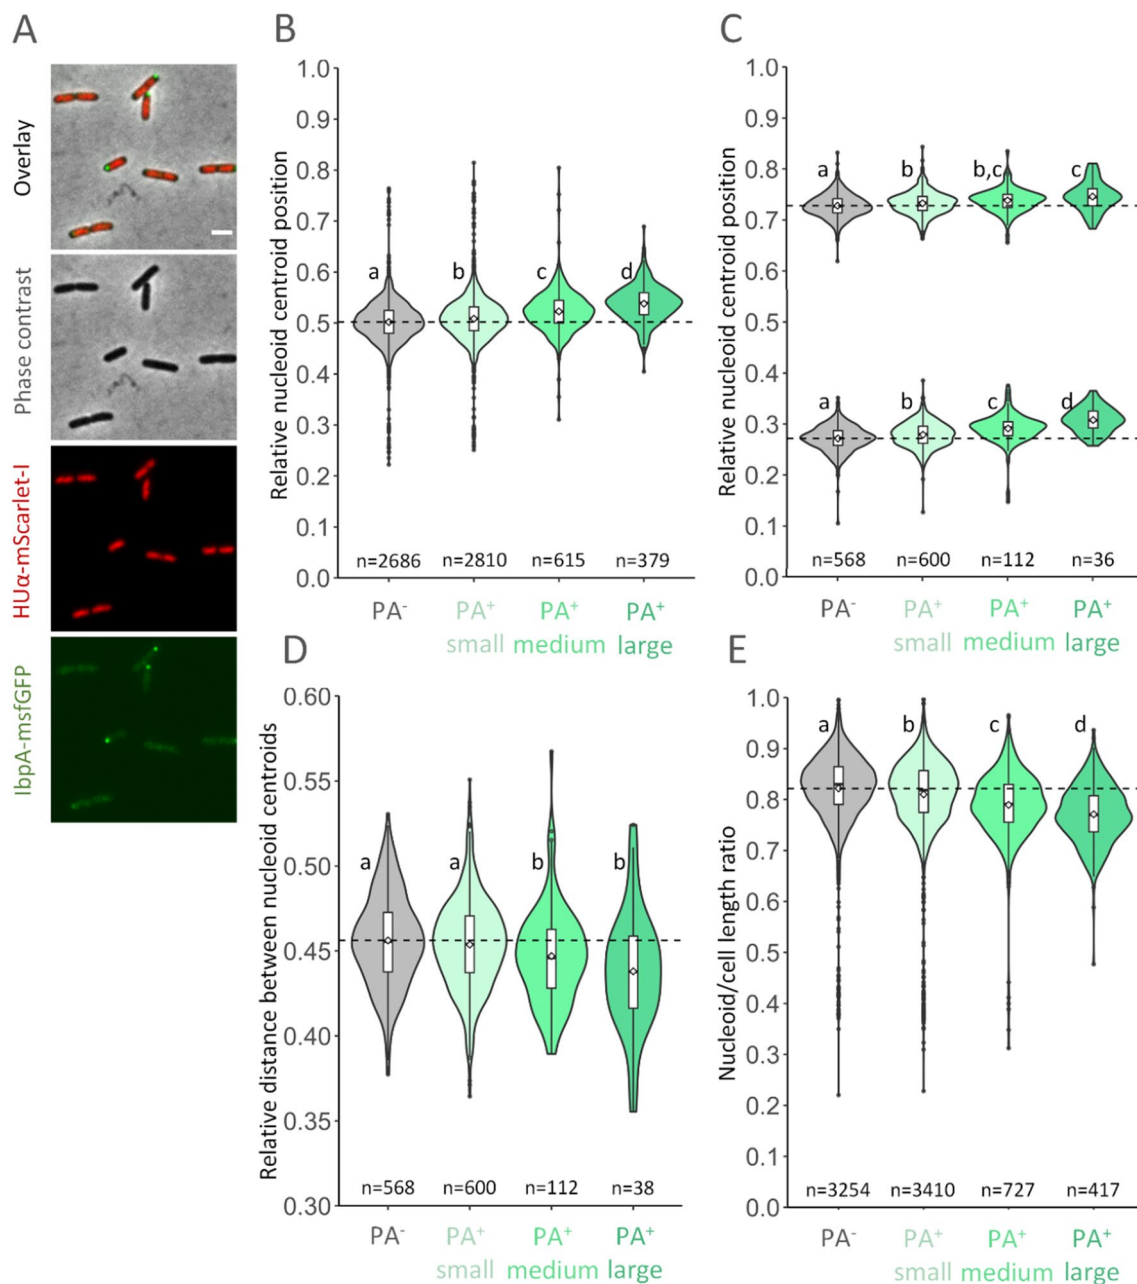 A
Overlay
Phase contrast
HUα-mScarlet-I
IbpA-msfGFP
B
Relative nucleoid centroid position
1.0
0.9
0.8
0.7
0.6
0.5
0.4
0.3
0.2
0.1
0.0
a
b
c
d
n=2686 n=2810 n=615 n=379
PA⁻ PA⁺ PA⁺ PA⁺
small medium large
C
Relative nucleoid centroid position
1.0
0.9
0.8
0.7
0.6
0.5
0.4
0.3
0.2
0.1
0.0
a
b
b,c
c
a
b
c
d
n=568 n=600 n=112 n=36
PA⁻ PA⁺ PA⁺ PA⁺
small medium large
D
Relative distance between nucleoid centroids
0.60
0.55
0.50
0.45
0.40
0.35
0.30
a
a
b
b
n=568 n=600 n=112 n=38
PA⁻ PA⁺ PA⁺ PA⁺
small medium large
E
Nucleoid/cell length ratio
1.0
0.9
0.8
0.7
0.6
0.5
0.4
0.3
0.2
0.1
0.0
a
b
c
d
n=3254 n=3410 n=727 n=417
PA⁻ PA⁺ PA⁺ PA⁺
small medium large